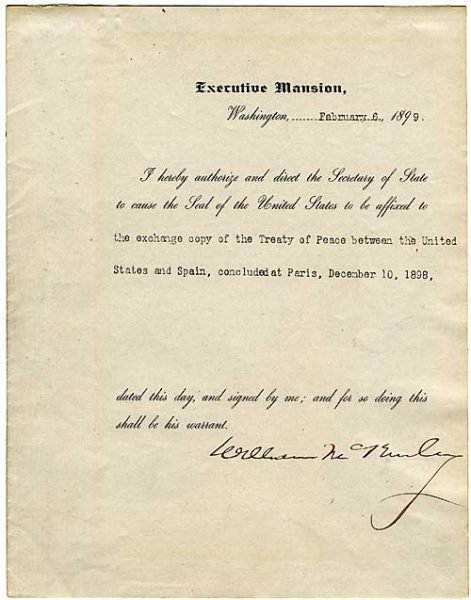 Executive Mansion,
Washington, February 6, 1899.
I hereby authorize and direct the Secretary of State
to cause the Seal of the United States to be affixed to
the exchange copy of the Treaty of Peace between the United
States and Spain, concluded at Paris, December 10, 1898,
dated this day, and signed by me; and for so doing this
shall be his warrant.
William McKinley